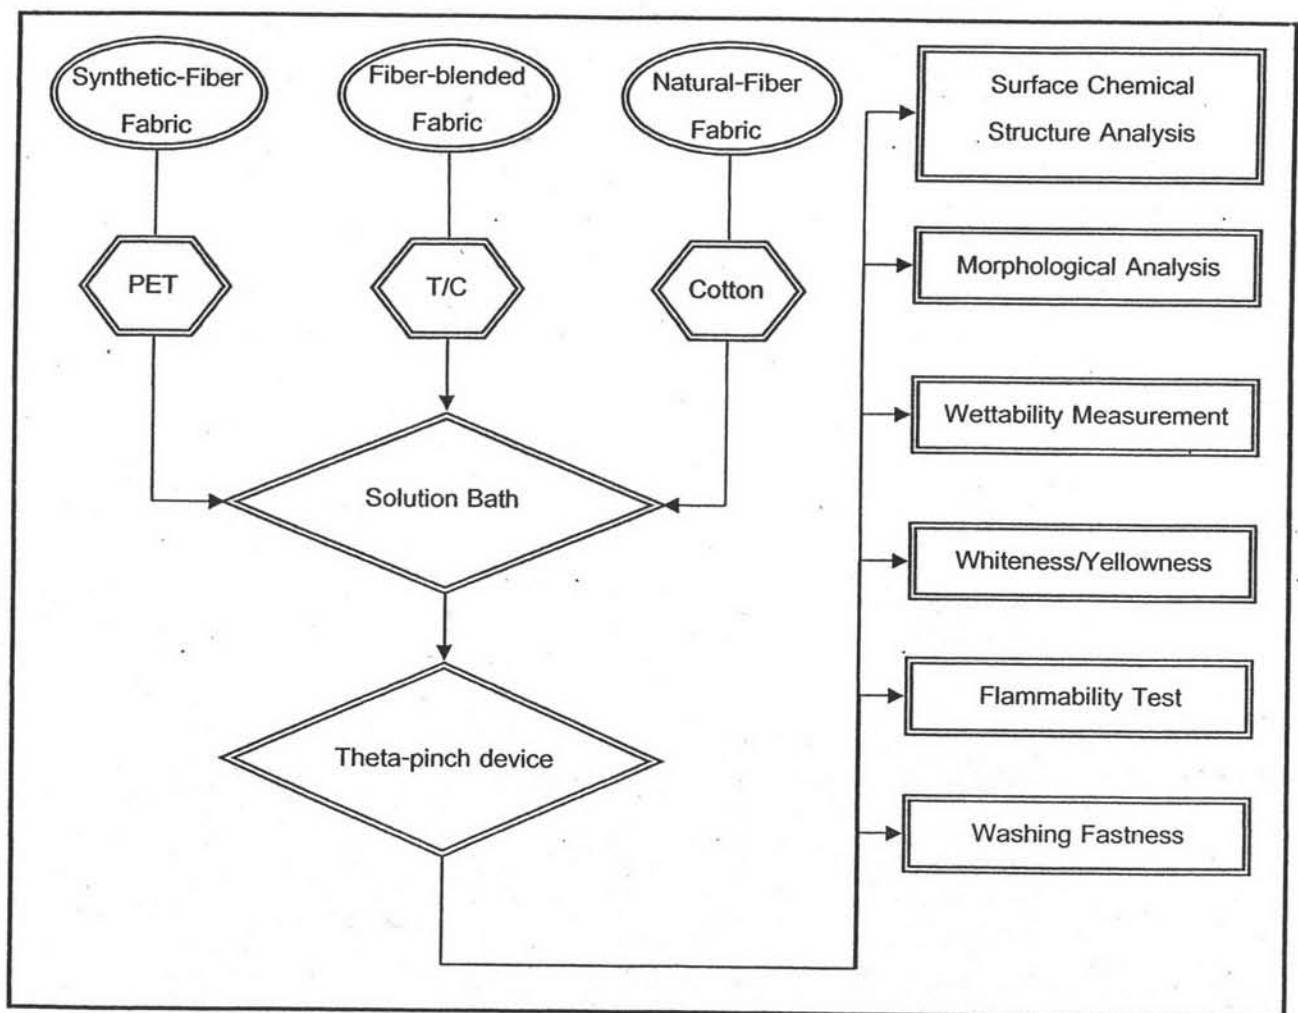 Synthetic-Fiber
Fabric
Fiber-blended
Fabric
Natural-Fiber
Fabric
PET
T/C
Cotton
Solution Bath
Theta-pinch device
Surface Chemical
Structure Analysis
Morphological Analysis
Wettability Measurement
Whiteness/Yellowness
Flammability Test
Washing Fastness